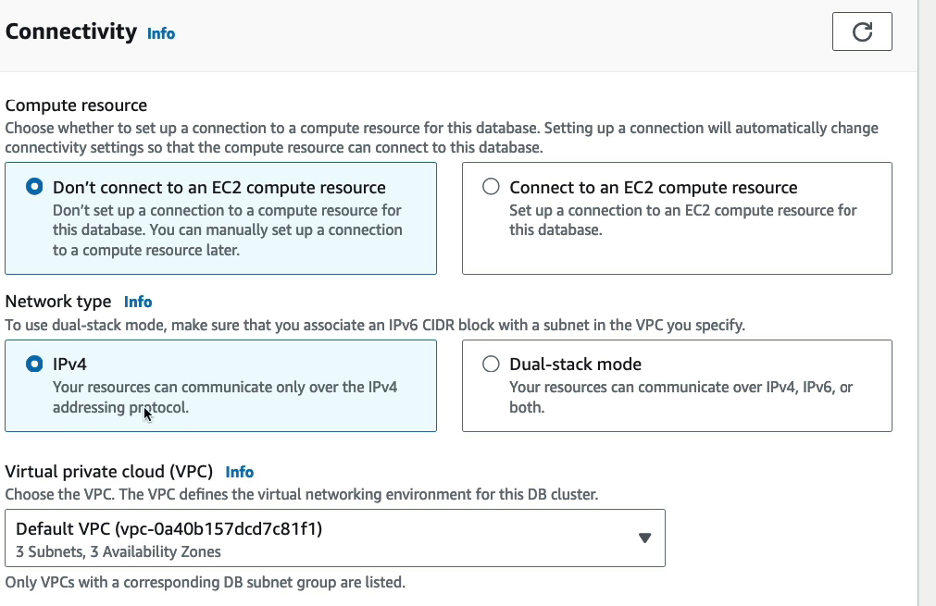 Connectivity Info
Compute resource
Choose whether to set up a connection to a compute resource for this database. Setting up a connection will automatically change
connectivity settings so that the compute resource can connect to this database.
Don't connect to an EC2 compute resource
Don't set up a connection to a compute resource for
this database. You can manually set up a connection
to a compute resource later.
Connect to an EC2 compute resource
Set up a connection to an EC2 compute resource for
this database.
Network type Info
To use dual-stack mode, make sure that you associate an IPv6 CIDR block with a subnet in the VPC you specify.
IPv4
Your resources can communicate only over the IPv4
addressing protocol.
Dual-stack mode
Your resources can communicate over IPv4, IPv6, or
both.
Virtual private cloud (VPC) Info
Choose the VPC. The VPC defines the virtual networking environment for this DB cluster.
Default VPC (vpc-0a40b157dcd7c81f1)
3 Subnets, 3 Availability Zones
Only VPCs with a corresponding DB subnet group are listed.